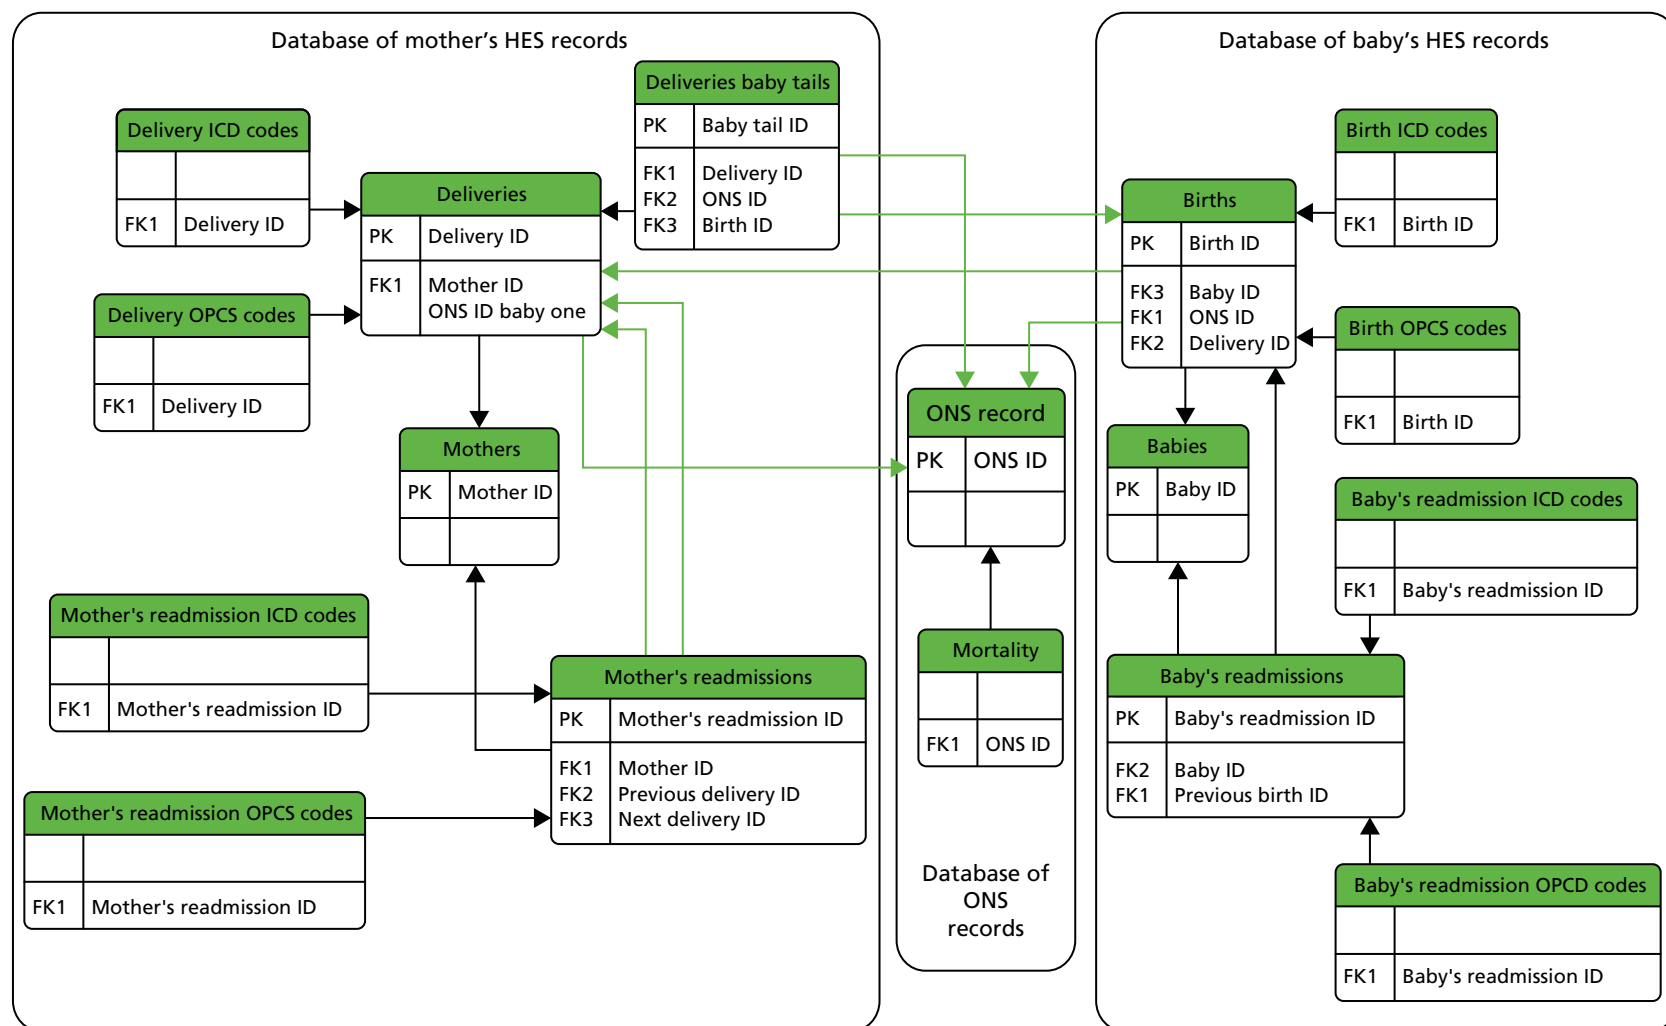 Database of mother's HES records
Deliveries baby tails
PK Baby tail ID
FK1 Delivery ID
FK2 ONS ID
FK3 Birth ID
Delivery ICD codes
FK1 Delivery ID
Deliveries
PK Delivery ID
FK1 Mother ID
ONS ID baby one
Delivery OPCS codes
FK1 Delivery ID
Mothers
PK Mother ID
Mother's readmission ICD codes
FK1 Mother's readmission ID
Mother's readmissions
PK Mother's readmission ID
FK1 Mother ID
FK2 Previous delivery ID
FK3 Next delivery ID
Mother's readmission OPCS codes
FK1 Mother's readmission ID
ONS record
PK ONS ID
Mortality
FK1 ONS ID
Database of
ONS
records
Database of baby's HES records
Birth ICD codes
FK1 Birth ID
Births
PK Birth ID
FK3 Baby ID
FK1 ONS ID
FK2 Delivery ID
Birth OPCS codes
FK1 Birth ID
Babies
PK Baby ID
Baby's readmission ICD codes
FK1 Baby's readmission ID
Baby's readmissions
PK Baby's readmission ID
FK2 Baby ID
FK1 Previous birth ID
Baby's readmission OPCD codes
FK1 Baby's readmission ID